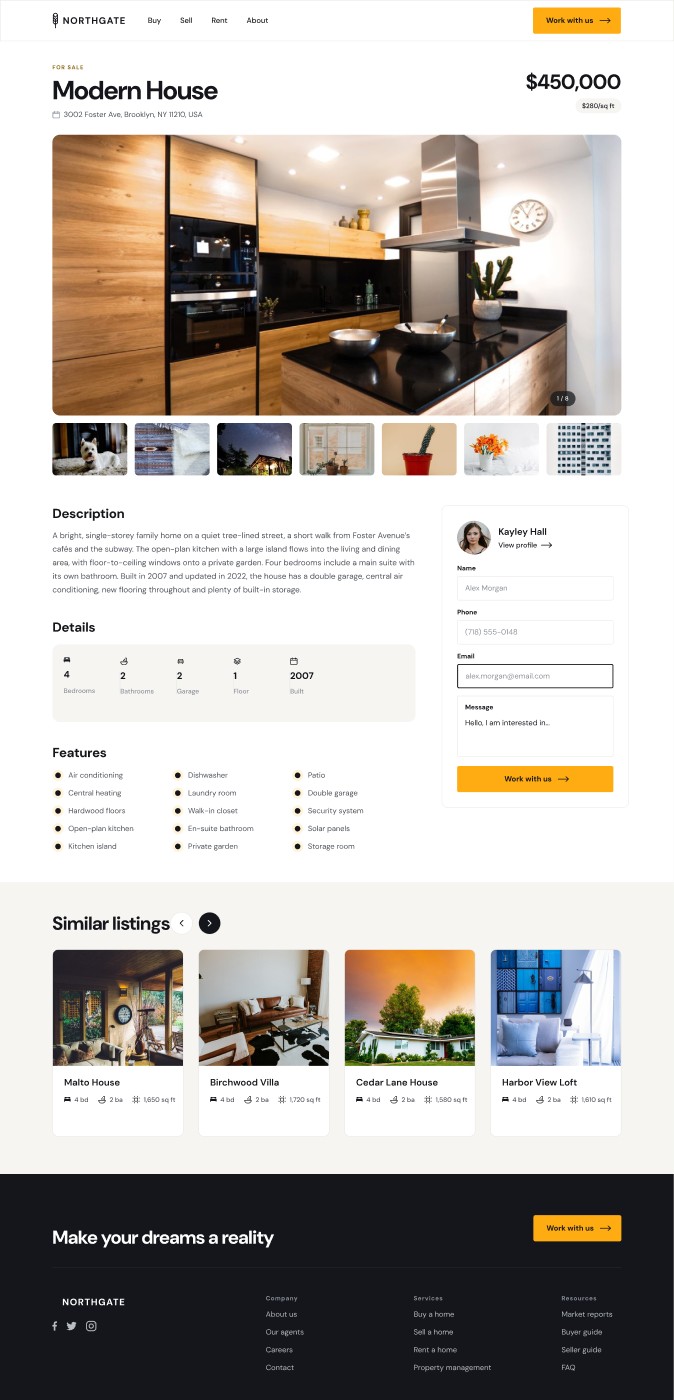 NORTHGATE
Buy Sell Rent About
Work with us
FOR SALE
Modern House
3002 Foster Ave, Brooklyn, NY 11210, USA
$450,000
$280/sq ft
1 / 8
Description
A bright, single-storey family home on a quiet tree-lined street, a short walk from Foster Avenue's
cafés and the subway. The open-plan kitchen with a large island flows into the living and dining
area, with floor-to-ceiling windows onto a private garden. Four bedrooms include a main suite with
its own bathroom. Built in 2007 and updated in 2022, the house has a double garage, central air
conditioning, new flooring throughout and plenty of built-in storage.
Details
4 2 2 1 2007
Bedrooms Bathrooms Garage Floor Built
Features
Air conditioning Dishwasher Patio
Central heating Laundry room Double garage
Hardwood floors Walk-in closet Security system
Open-plan kitchen En-suite bathroom Solar panels
Kitchen island Private garden Storage room
Kayley Hall
View profile
Name
Alex Morgan
Phone
(718) 555-0148
Email
alex.morgan@email.com
Message
Hello, I am interested in...
Work with us
Similar listings
Malto House
4 bd 2 ba 1,650 sq ft
Birchwood Villa
4 bd 2 ba 1,720 sq ft
Cedar Lane House
4 bd 2 ba 1,580 sq ft
Harbor View Loft
4 bd 2 ba 1,610 sq ft
Make your dreams a reality
Work with us
NORTHGATE
Company
About us
Our agents
Careers
Contact
Services
Buy a home
Sell a home
Rent a home
Property management
Resources
Market reports
Buyer guide
Seller guide
FAQ